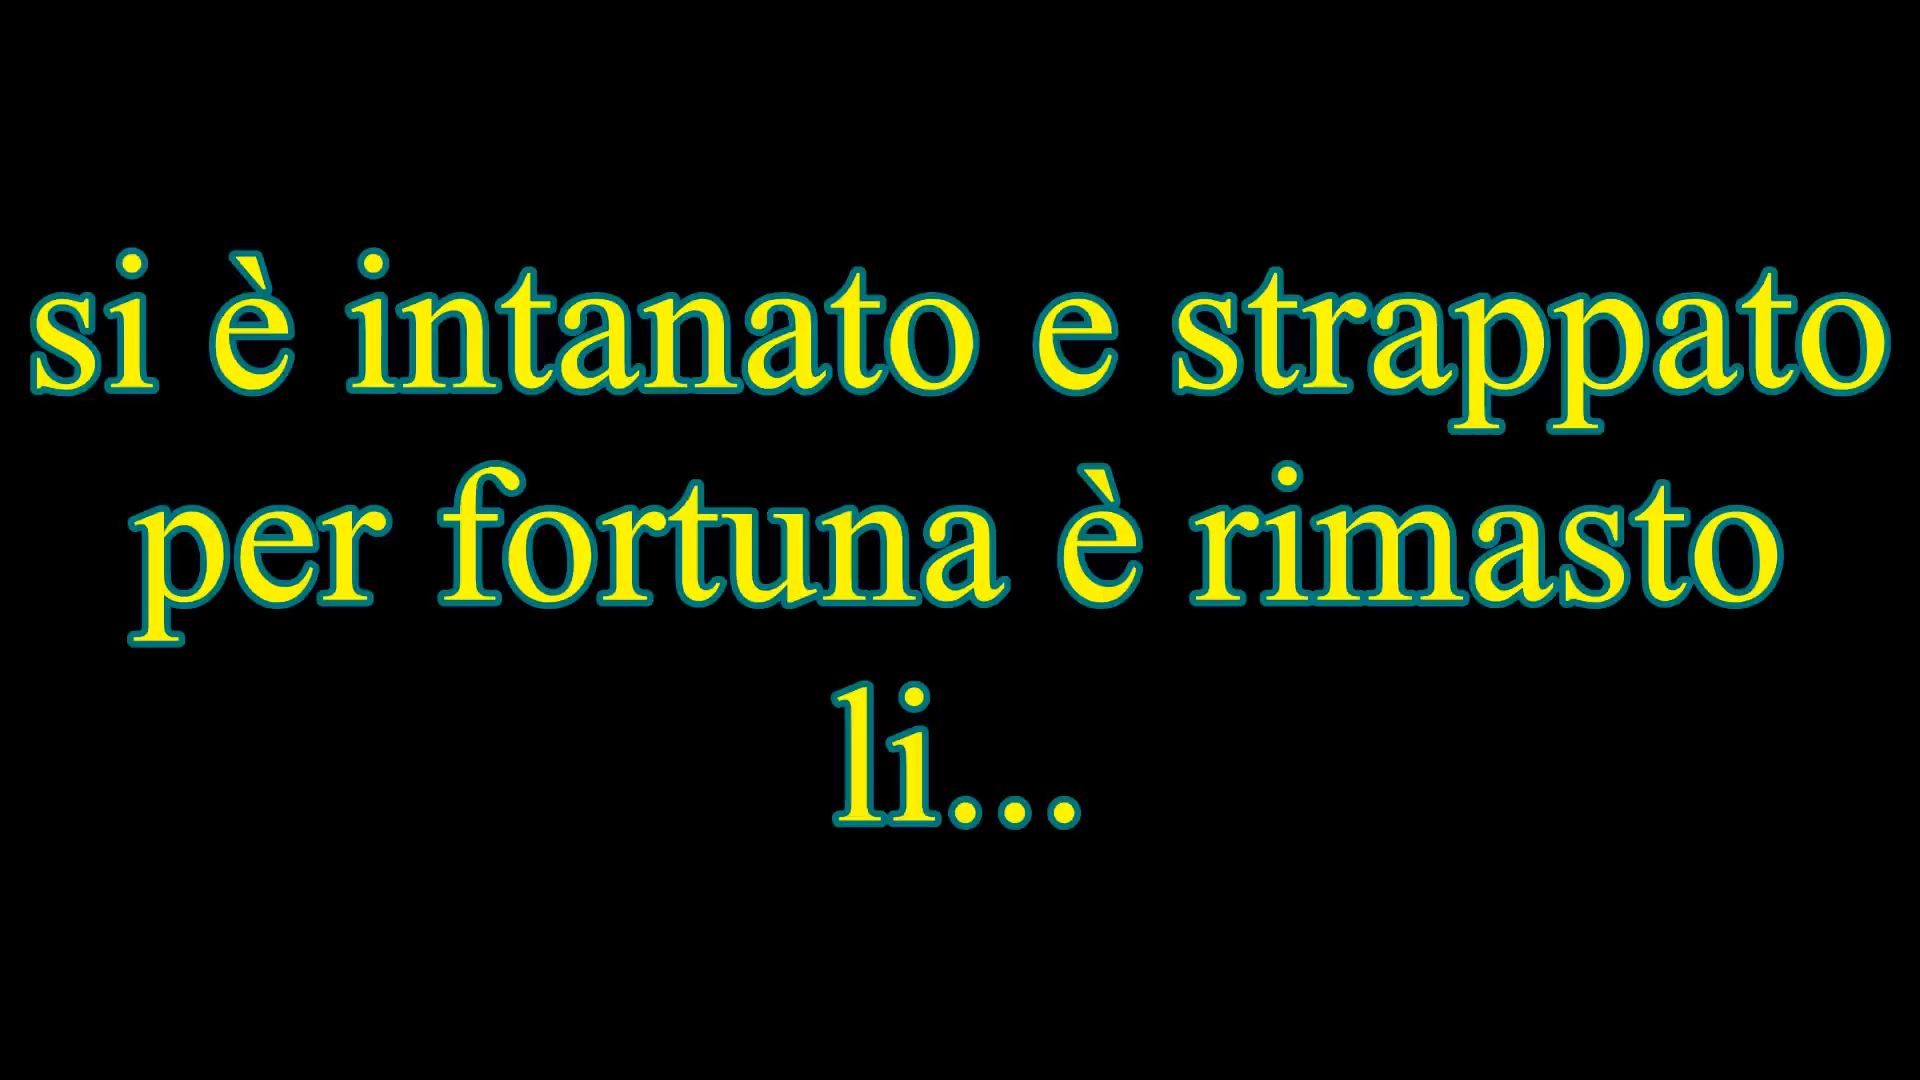 si è intanato e strappato
per fortuna è rimasto
li...